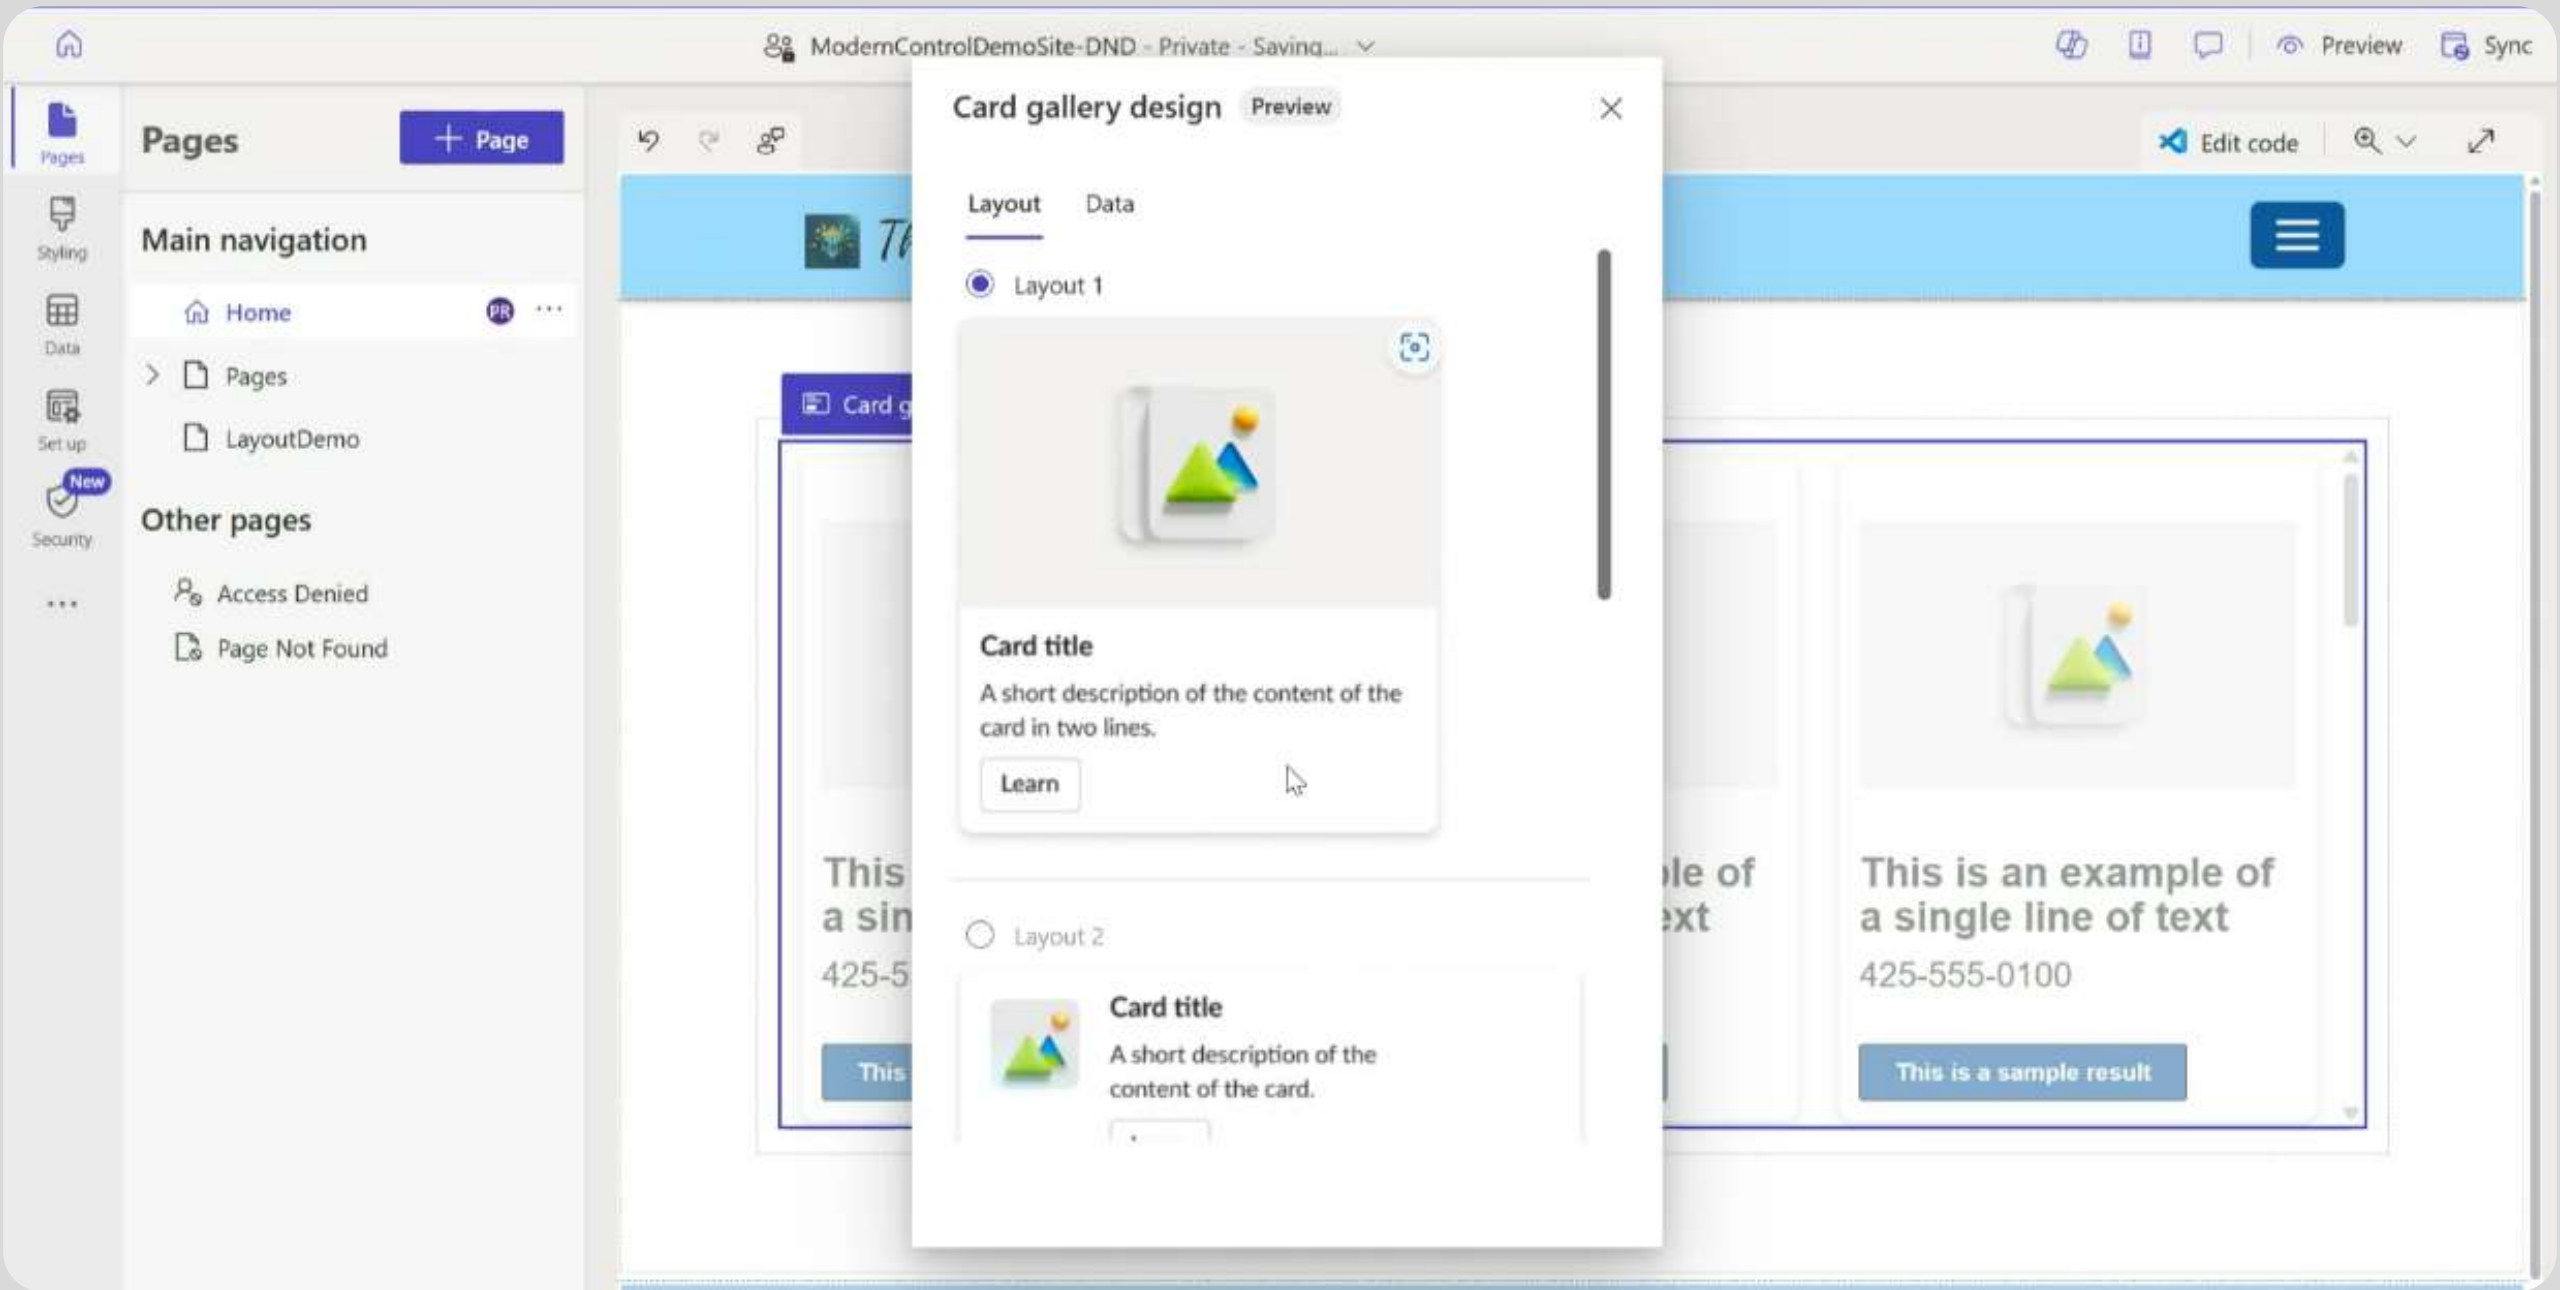 ModernControlDemoSite-DND - Private - Saving...
Preview
Sync
Pages
Styling
Data
Set up
New
Security
Pages
+ Page
Main navigation
Home
PR
Pages
LayoutDemo
Other pages
Access Denied
Page Not Found
Edit code
Card
Card gallery design
Preview
Layout
Data
Layout 1
Card title
A short description of the content of the
card in two lines.
Learn
Layout 2
Card title
A short description of the
content of the card.
This
a sin
425-5
This
le of
ext
This is an example of
a single line of text
425-555-0100
This is a sample result